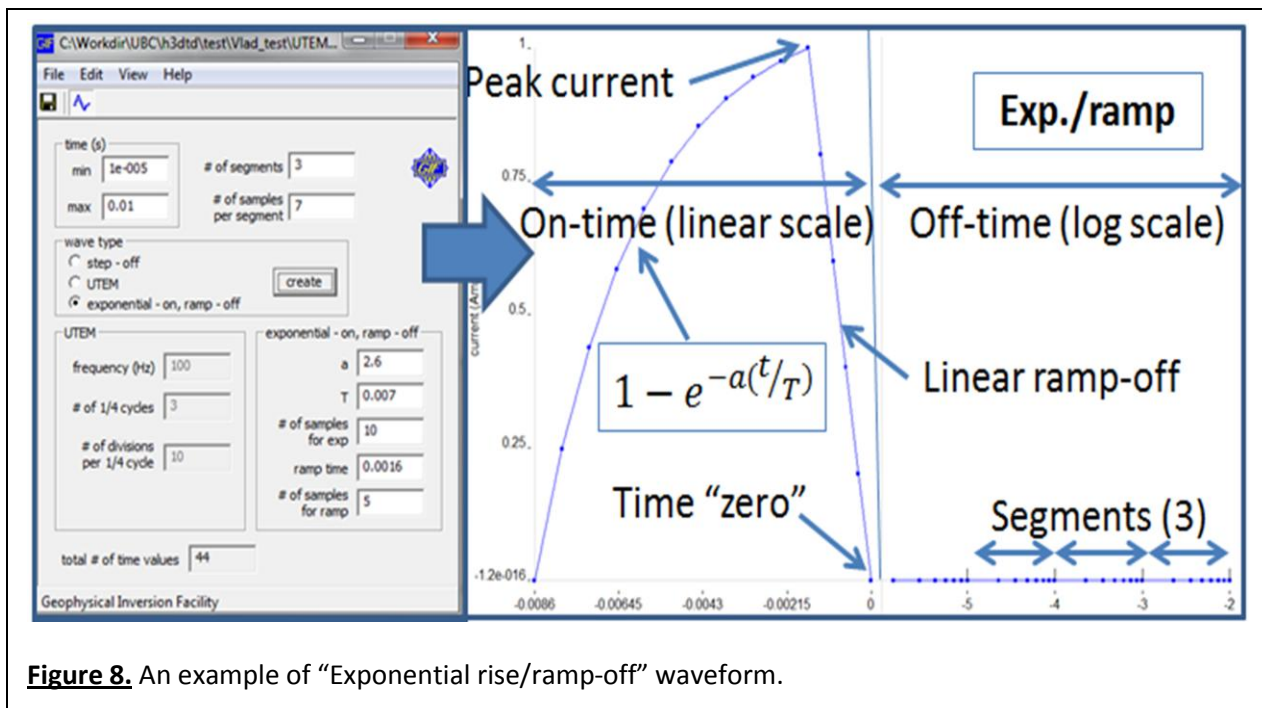 C:\Workdir\UBC\h3dtd\test\Vlad_test\UTEM...
File Edit View Help
time (s)
min 1e-005
max 0.01
# of segments 3
# of samples
per segment 7
GIF
wave type
step - off
UTEM
exponential - on, ramp - off
create
UTEM
frequency (Hz) 100
# of 1/4 cycles 3
# of divisions
per 1/4 cycle 10
exponential - on, ramp - off
a 2.6
T 0.007
# of samples
for exp 10
ramp time 0.0016
# of samples
for ramp 5
total # of time values 44
Geophysical Inversion Facility
Peak current
Exp./ramp
On-time (linear scale)
Off-time (log scale)
1 − e^{−a(t/T)}
Linear ramp-off
Time “zero”
Segments (3)
current (Am
1.
0.75
0.5
0.25
-1.2e-016
-0.0086 -0.00645 -0.0043 -0.00215 0 -5 -4 -3 -2
Figure 8. An example of “Exponential rise/ramp-off” waveform.